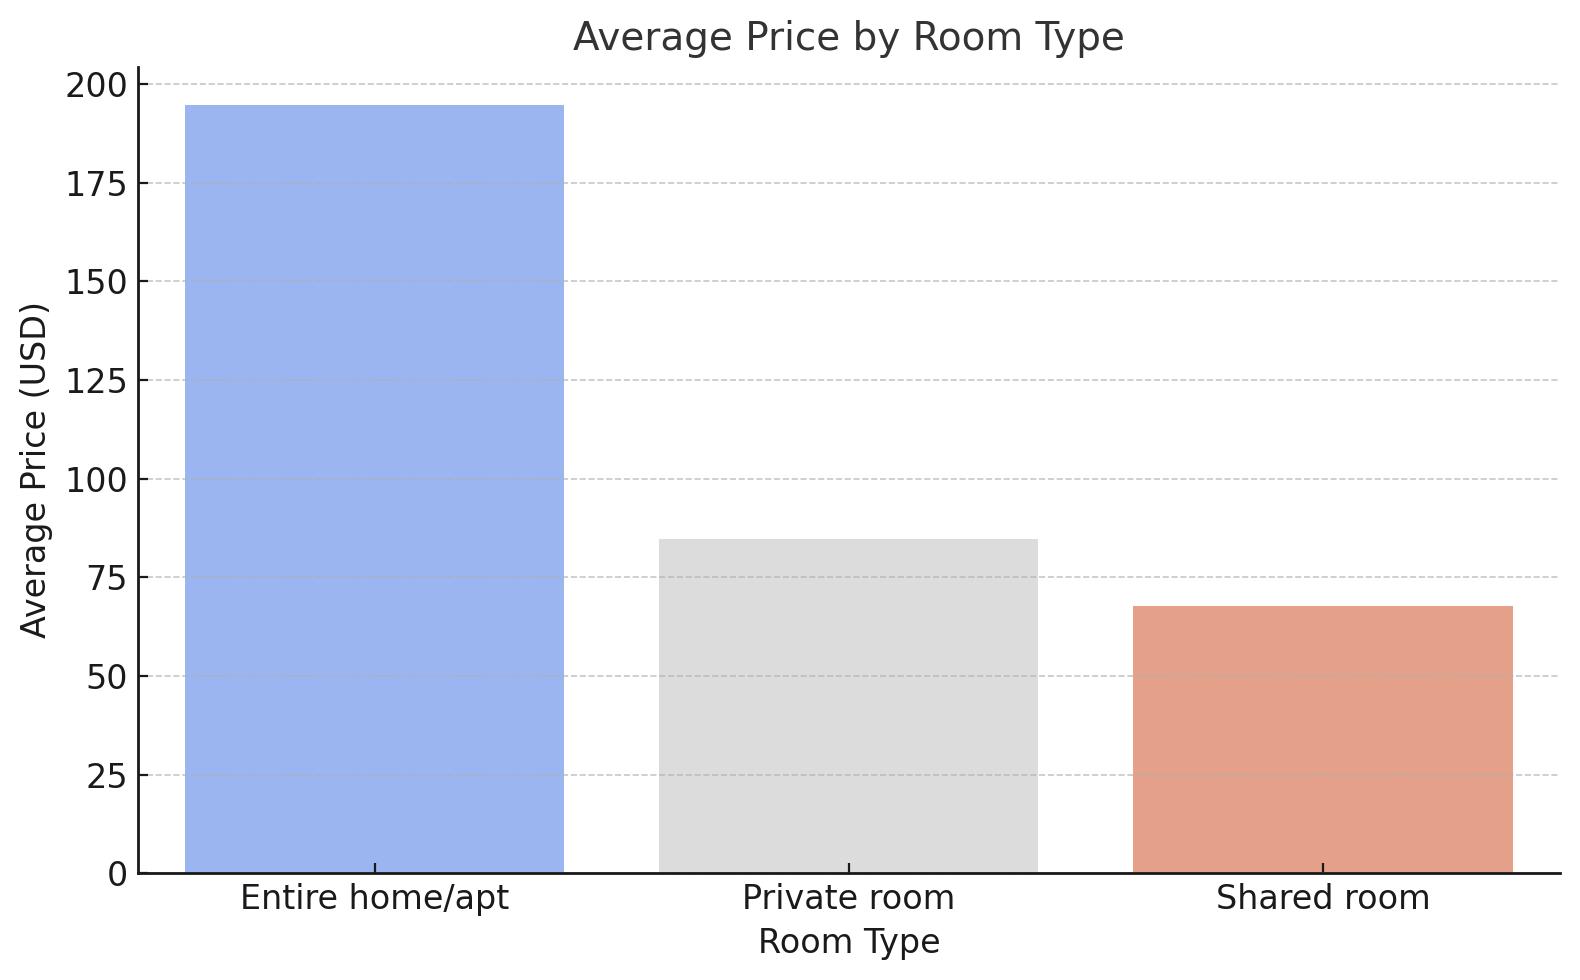 Average Price by Room Type
Average Price (USD)
200
175
150
125
100
75
50
25
0
Entire home/apt Private room Shared room
Room Type